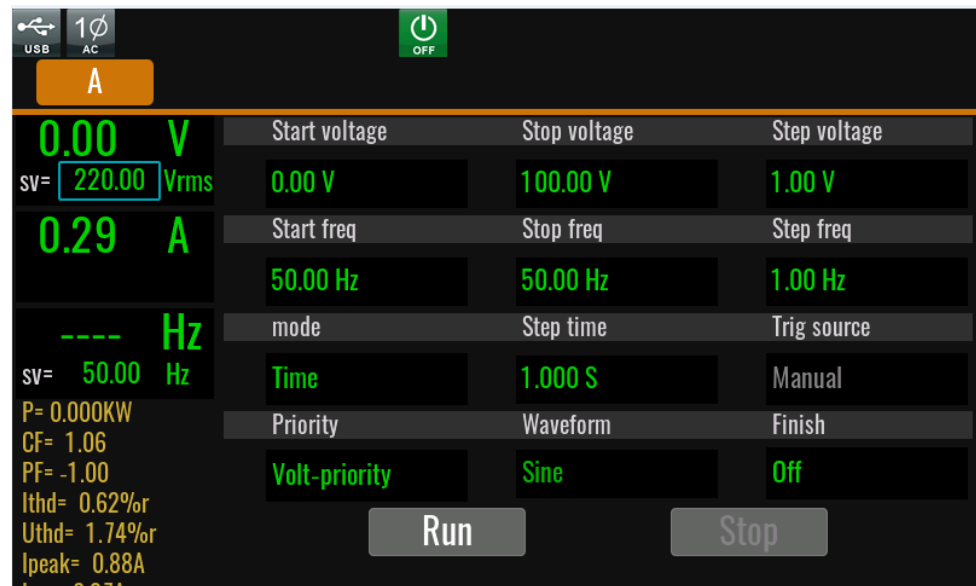 USB 1Ø AC OFF
A
0.00 V
sv= 220.00 Vrms
0.29 A
---- Hz
sv= 50.00 Hz
P= 0.000KW
CF= 1.06
PF= -1.00
Ithd= 0.62%r
Uthd= 1.74%r
Ipeak= 0.88A
Start voltage Stop voltage Step voltage
0.00 V 100.00 V 1.00 V
Start freq Stop freq Step freq
50.00 Hz 50.00 Hz 1.00 Hz
mode Step time Trig source
Time 1.000 S Manual
Priority Waveform Finish
Volt-priority Sine Off
Run Stop